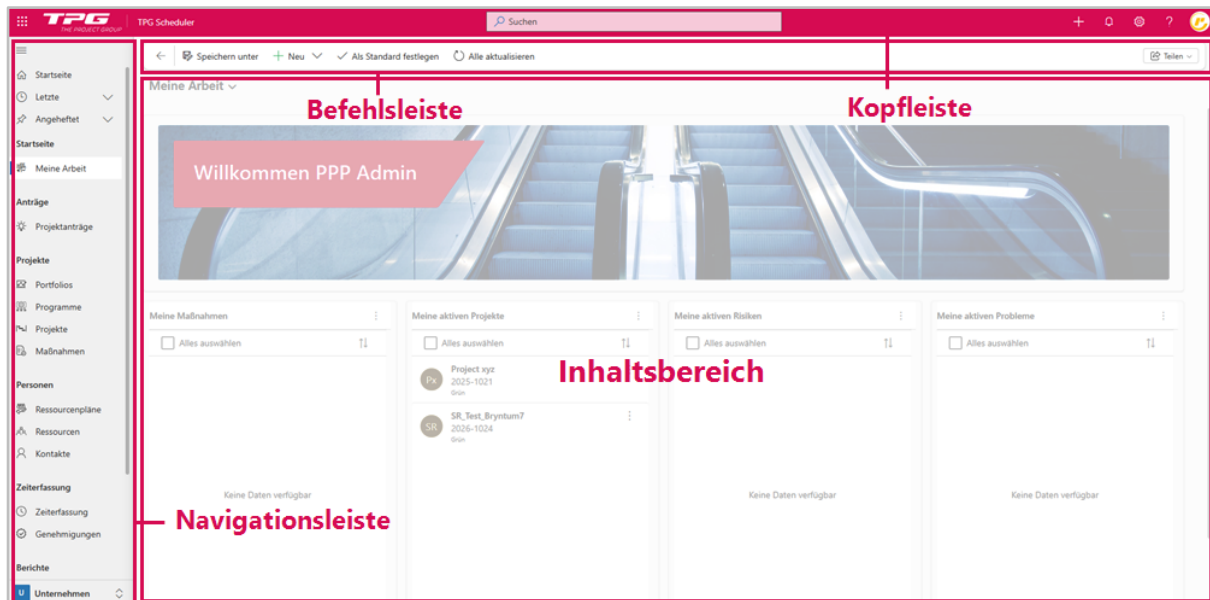 TPG
THE PROJECT GROUP
TPG Scheduler
Suchen
Speichern unter
Neu
Als Standard festlegen
Alle aktualisieren
Teilen
Startseite
Letzte
Angeheftet
Startseite
Meine Arbeit
Anträge
Projektanträge
Projekte
Portfolios
Programme
Projekte
Maßnahmen
Personen
Ressourcenpläne
Ressourcen
Kontakte
Zeiterfassung
Zeiterfassung
Genehmigungen
Berichte
U Unternehmen
Navigationsleiste
Meine Arbeit
Befehlsleiste
Kopfleiste
Willkommen PPP Admin
Meine Maßnahmen
Alles auswählen
Keine Daten verfügbar
Meine aktiven Projekte
Alles auswählen
Px
Project xyz
2025-1021
Grün
SR
SR_Test_Bryntum7
2026-1024
Grün
Inhaltsbereich
Meine aktiven Risiken
Alles auswählen
Keine Daten verfügbar
Meine aktiven Probleme
Alles auswählen
Keine Daten verfügbar